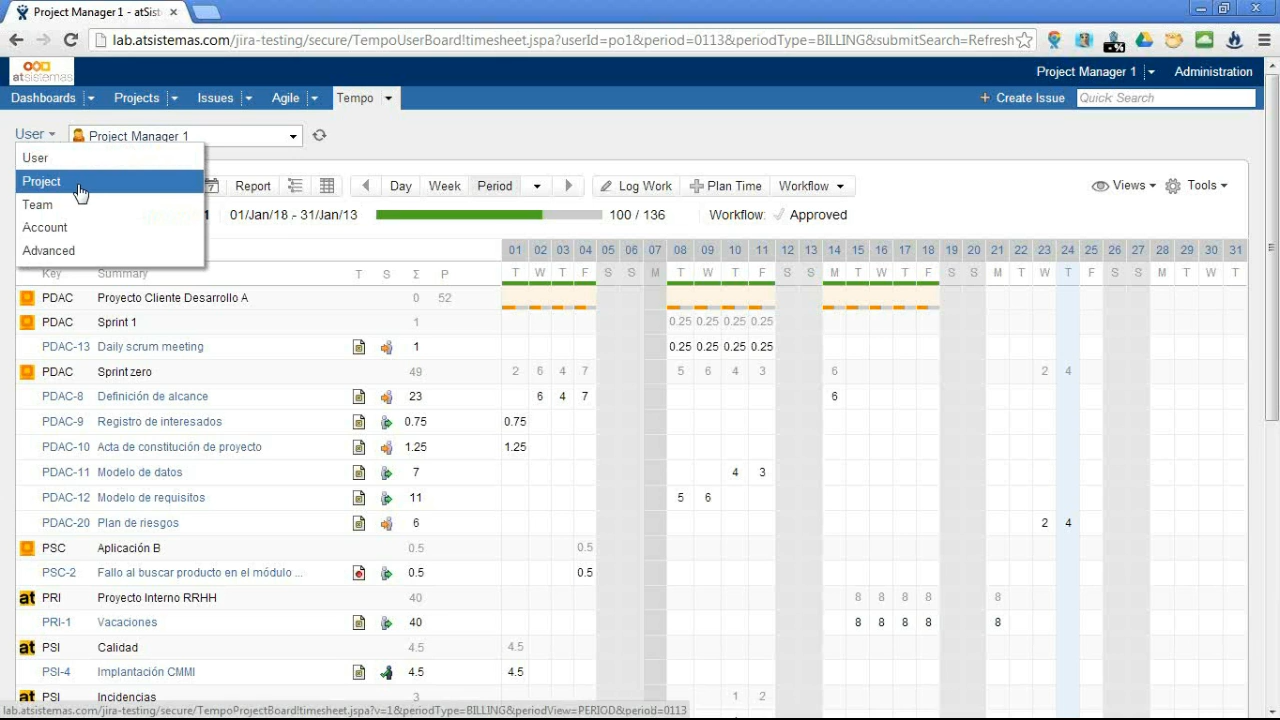 Project Manager 1 - atSist
lab.atsistemas.com/jira-testing/secure/TempoUserBoard!timesheet.jspa?userId=po1&period=0113&periodType=BILLING&submitSearch=Refresh
%
atsistemas
Project Manager 1 Administration
Dashboards Projects Issues Agile Tempo + Create Issue Quick Search
User Project Manager 1
User
Project
Team
Account
Advanced
7 Report Day Week Period Log Work Plan Time Workflow Views Tools
1 01/Jan/18 - 31/Jan/13 100 / 136 Workflow: Approved
01 02 03 04 05 06 07 08 09 10 11 12 13 14 15 16 17 18 19 20 21 22 23 24 25 26 27 28 29 30 31
Key Summary T S Σ P T W T F S S M T W T F S S M T W T F S S M T W T F S S M T W T
PDAC Proyecto Cliente Desarrollo A 0 52
PDAC Sprint 1 1 0.25 0.25 0.25 0.25
PDAC-13 Daily scrum meeting 1 0.25 0.25 0.25 0.25
PDAC Sprint zero 49 2 6 4 7 5 6 4 3 6 2 4
PDAC-8 Definición de alcance 23 6 4 7 6
PDAC-9 Registro de interesados 0.75 0.75
PDAC-10 Acta de constitución de proyecto 1.25 1.25
PDAC-11 Modelo de datos 7 4 3
PDAC-12 Modelo de requisitos 11 5 6
PDAC-20 Plan de riesgos 6 2 4
PSC Aplicación B 0.5 0.5
PSC-2 Fallo al buscar producto en el módulo ... 0.5 0.5
at PRI Proyecto Interno RRHH 40 8 8 8 8 8
PRI-1 Vacaciones 40 8 8 8 8 8
at PSI Calidad 4.5 4.5
PSI-4 Implantación CMMI 4.5 4.5
at PSI Incidencias 3 1 2
lab.atsistemas.com/jira-testing/secure/TempoProjectBoard!timesheet.jspa?v=1&periodType=BILLING&periodView=PERIOD&period=0113